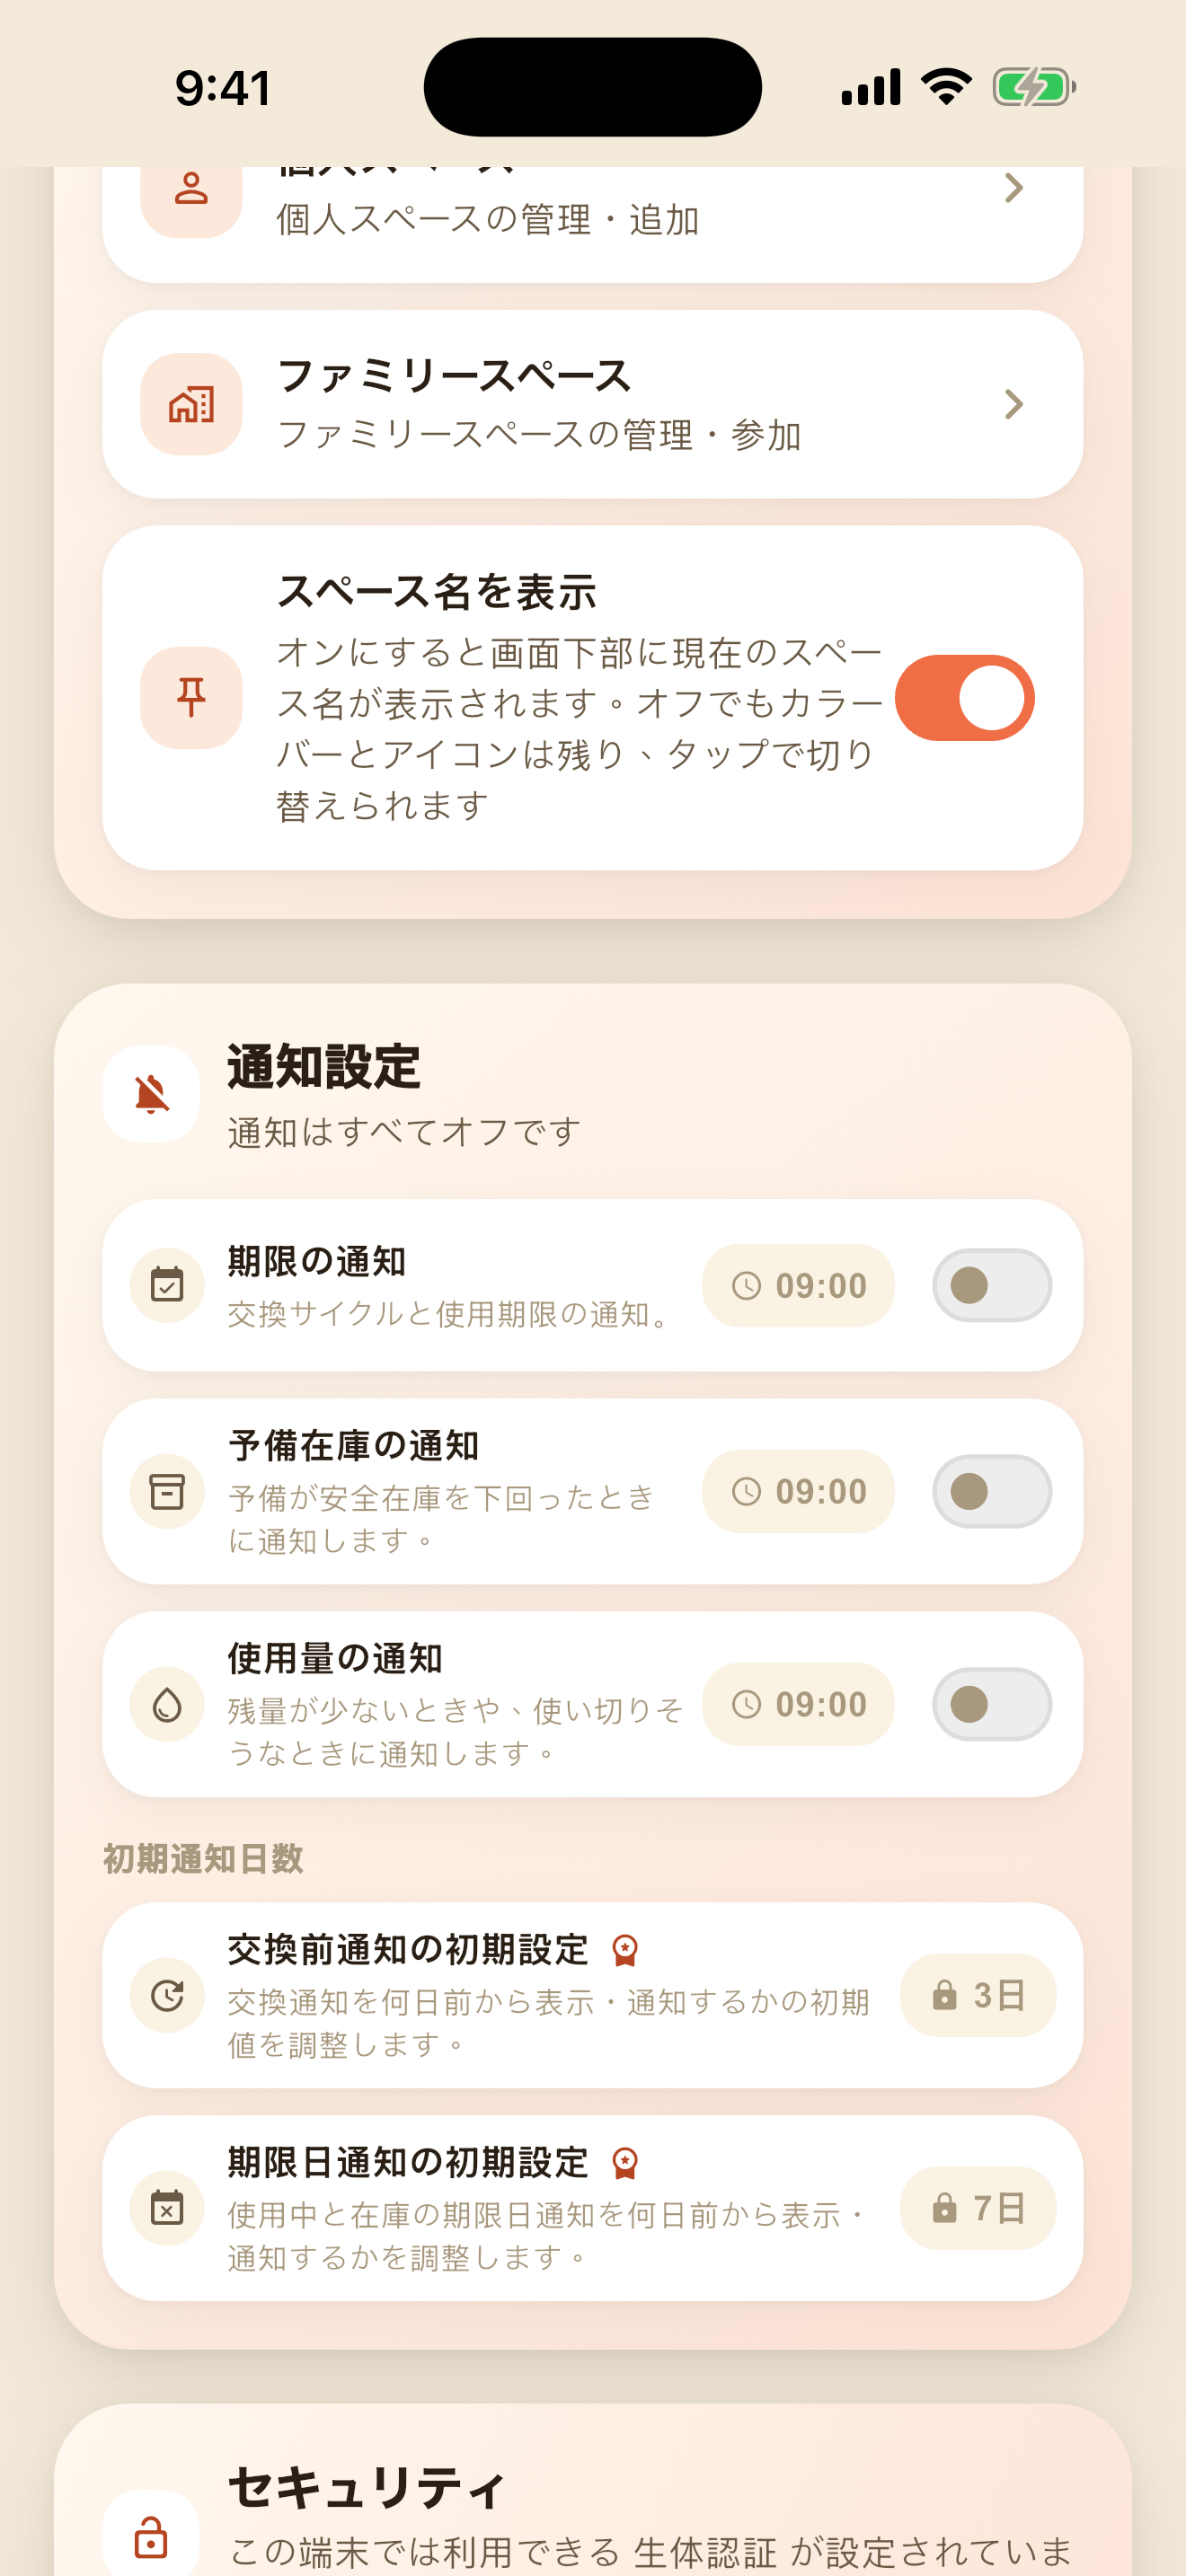 9:41
個人スペース
個人スペースの管理・追加
ファミリースペース
ファミリースペースの管理・参加
スペース名を表示
オンにすると画面下部に現在のスペー
ス名が表示されます。オフでもカラー
バーとアイコンは残り、タップで切り
替えられます
通知設定
通知はすべてオフです
期限の通知
交換サイクルと使用期限の通知。
09:00
予備在庫の通知
予備が安全在庫を下回ったとき
に通知します。
09:00
使用量の通知
残量が少ないときや、使い切りそ
うなときに通知します。
09:00
初期通知日数
交換前通知の初期設定
交換通知を何日前から表示・通知するかの初期
値を調整します。
3日
期限日通知の初期設定
使用中と在庫の期限日通知を何日前から表示・
通知するかを調整します。
7日
セキュリティ
この端末では利用できる 生体認証 が設定されていま